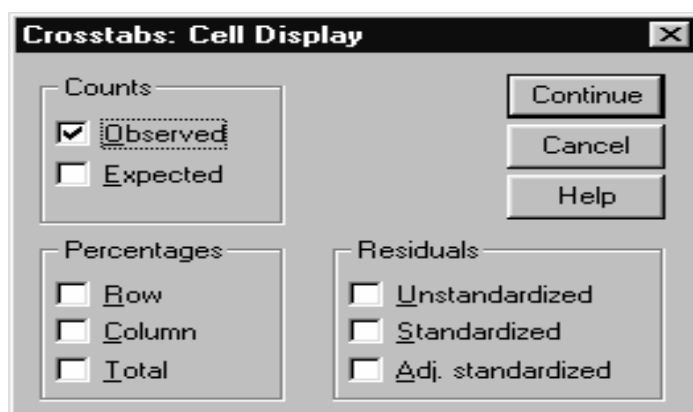 Crosstabs: Cell Display
Counts
Observed
Expected
Continue
Cancel
Help
Percentages
Row
Column
Total
Residuals
Unstandardized
Standardized
Adj. standardized